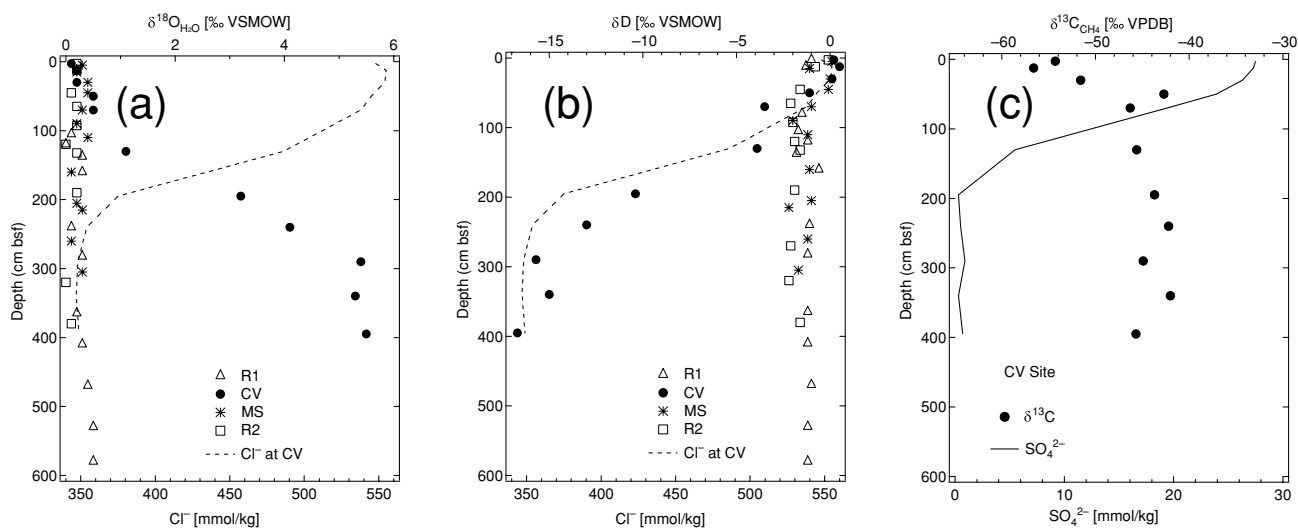 δ¹⁸O_H₂O [‰ VSMOW]
0 2 4 6
(a)
Depth (cm bsf)
0
100
200
300
400
500
600
R1
CV
MS
R2
Cl⁻ at CV
350 400 450 500 550
Cl⁻ [mmol/kg]
δD [‰ VSMOW]
−15 −10 −5 0
(b)
Depth (cm bsf)
0
100
200
300
400
500
600
R1
CV
MS
R2
Cl⁻ at CV
350 400 450 500 550
Cl⁻ [mmol/kg]
δ¹³C_CH₄ [‰ VPDB]
−60 −50 −40 −30
(c)
Depth (cm bsf)
0
100
200
300
400
500
600
CV Site
δ¹³C
SO₄²⁻
0 10 20 30
SO₄²⁻ [mmol/kg]